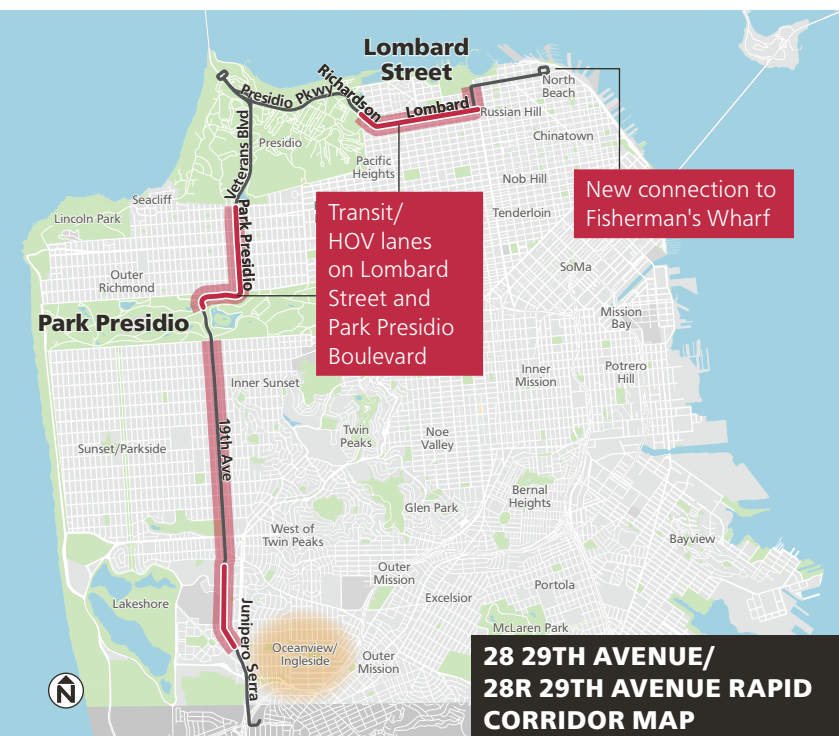 Lombard
Street
Richardson
Presidio Pkwy
Lombard
North
Beach
Russian Hill
Chinatown
Veterans Blvd
Presidio
Pacific
Heights
Nob Hill
New connection to
Fisherman's Wharf
Seacliff
Lincoln Park
Park Presidio
Transit/
HOV lanes
on Lombard
Street and
Park Presidio
Boulevard
Tenderloin
SoMa
Outer
Richmond
Park Presidio
Mission
Bay
Inner Sunset
Inner
Mission
Potrero
Hill
19th Ave
Twin
Peaks
Noe
Valley
Sunset/Parkside
Bernal
Heights
Glen Park
West of
Twin Peaks
Bayview
Outer
Mission
Portola
Excelsior
Lakeshore
Junipero Serra
McLaren Park
Oceanview/
Ingleside
Outer
Mission
N
28 29TH AVENUE/
28R 29TH AVENUE RAPID
CORRIDOR MAP